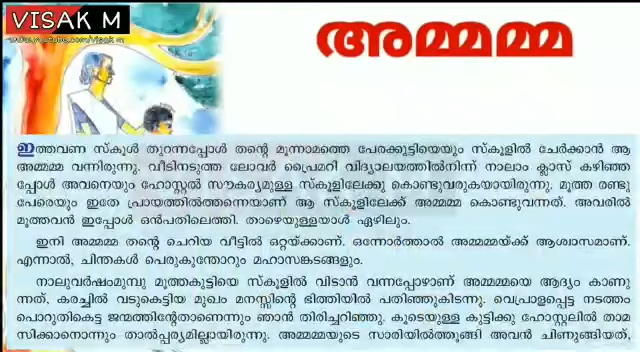 VISAK M
www.youtube.com/Visak m
അമ്മമ്മ
ഇത്തവണ സ്കൂൾ തുറന്നപ്പോൾ തന്റെ മൂന്നാമത്തെ പേരക്കുട്ടിയെയും സ്കൂളിൽ ചേർക്കാൻ ആ
അമ്മമ്മ വന്നിരുന്നു. വീടിനടുത്ത ലോവർ പ്രൈമറി വിദ്യാലയത്തിൽനിന്ന് നാലാം ക്ലാസ് കഴിഞ്ഞ
പ്പോൾ അവനെയും ഹോസ്റ്റൽ സൗകര്യമുള്ള സ്കൂളിലേക്കു കൊണ്ടുവരുകയായിരുന്നു. മൂത്ത രണ്ടു
പേരെയും ഇതേ പ്രായത്തിൽത്തന്നെയാണ് ആ സ്കൂളിലേക്ക് അമ്മമ്മ കൊണ്ടുവന്നത്. അവരിൽ
മൂത്തവൻ ഇപ്പോൾ ഒൻപതിലെത്തി. താഴെയുള്ളയാൾ ഏഴിലും.
ഇനി അമ്മമ്മ തന്റെ ചെറിയ വീട്ടിൽ ഒറ്റയ്ക്കാണ്. ഒന്നോർത്താൽ അമ്മമ്മയ്ക്ക് ആശ്വാസമാണ്.
എന്നാൽ, ചിന്തകൾ പെരുകുന്തോറും മഹാസങ്കടങ്ങളും.
നാലുവർഷംമുമ്പു മൂത്തകുട്ടിയെ സ്കൂളിൽ വിടാൻ വന്നപ്പോഴാണ് അമ്മമ്മയെ ആദ്യം കാണു
ന്നത്. കരച്ചിൽ വടുകെട്ടിയ മുഖം മനസ്സിന്റെ ഭിത്തിയിൽ പതിഞ്ഞുകിടന്നു. വെപ്രാളപ്പെട്ട നടത്തം
പൊറുതികെട്ട ജന്മത്തിന്റേതാണെന്നും ഞാൻ തിരിച്ചറിഞ്ഞു. കൂടെയുള്ള കുട്ടിക്കു ഹോസ്റ്റലിൽ താമ
സിക്കാനൊന്നും താൽപ്പര്യമില്ലായിരുന്നു. അമ്മമ്മയുടെ സാരിയിൽത്തൂങ്ങി അവൻ ചിണുങ്ങിയത്,